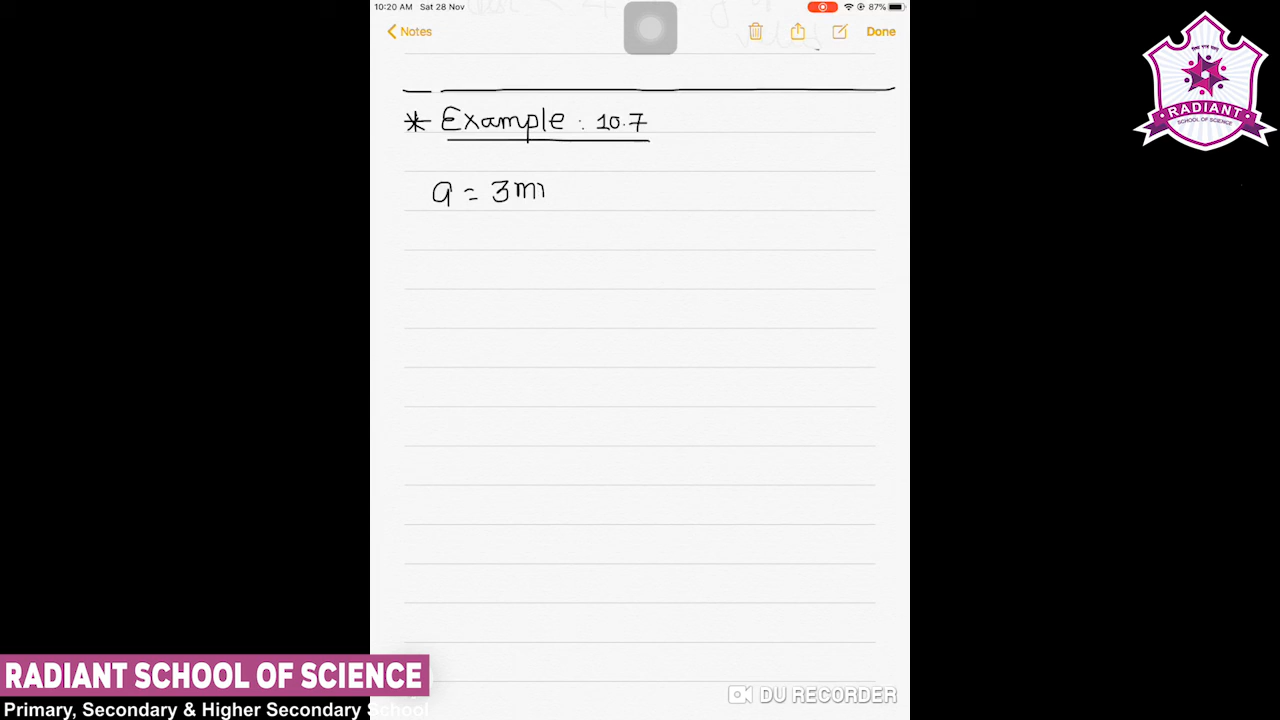 10:20 AM Sat 28 Nov
87%
Notes
Done
* Example : 10.7
a = 3m
RADIANT
SCHOOL OF SCIENCE
RADIANT SCHOOL OF SCIENCE
Primary, Secondary & Higher Secondary School
DU RECORDER